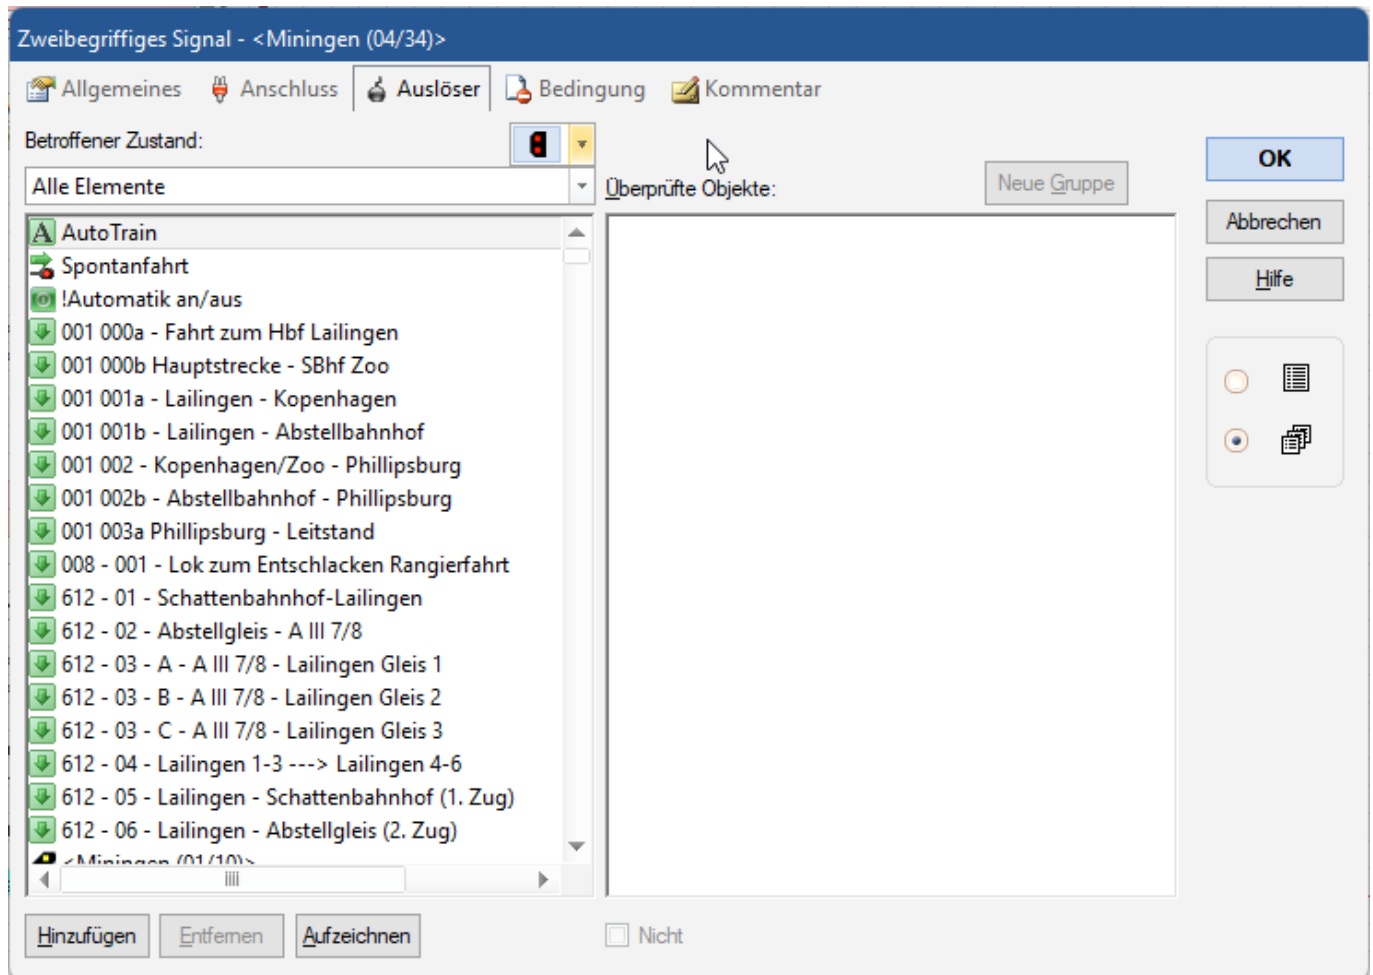 Zweibegriffiges Signal - <Miningen (04/34)>
Allgemeines Anschluss Auslöser Bedingung Kommentar
Betroffener Zustand:
Alle Elemente
Überprüfte Objekte:
Neue Gruppe
OK
Abbrechen
Hilfe
AutoTrain
Spontanfahrt
!Automatik an/aus
001 000a - Fahrt zum Hbf Lailingen
001 000b Hauptstrecke - SBhf Zoo
001 001a - Lailingen - Kopenhagen
001 001b - Lailingen - Abstellbahnhof
001 002 - Kopenhagen/Zoo - Phillipsburg
001 002b - Abstellbahnhof - Phillipsburg
001 003a Phillipsburg - Leitstand
008 - 001 - Lok zum Entschlacken Rangierfahrt
612 - 01 - Schattenbahnhof-Lailingen
612 - 02 - Abstellgleis - A III 7/8
612 - 03 - A - A III 7/8 - Lailingen Gleis 1
612 - 03 - B - A III 7/8 - Lailingen Gleis 2
612 - 03 - C - A III 7/8 - Lailingen Gleis 3
612 - 04 - Lailingen 1-3 ---> Lailingen 4-6
612 - 05 - Lailingen - Schattenbahnhof (1. Zug)
612 - 06 - Lailingen - Abstellgleis (2. Zug)
<Miningen (01/10)>
Hinzufügen Entfernen Aufzeichnen
Nicht